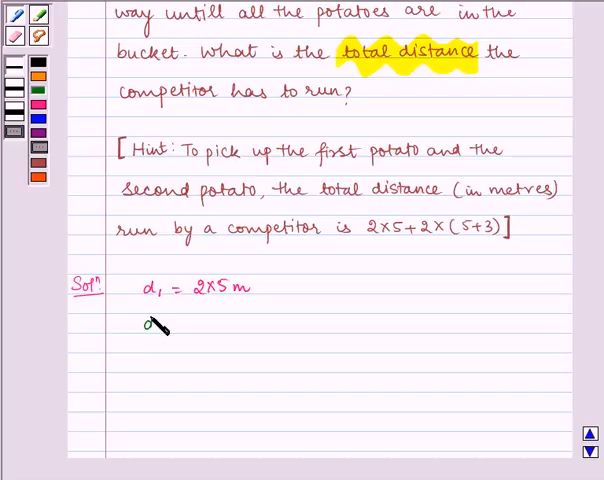 way untill all the potatoes are in the
bucket. What is the total distance the
competitor has to run?
[Hint: To pick up the first potato and the
second potato, the total distance (in metres)
run by a competitor is 2×5+2×(5+3)]
Solⁿ: d₁ = 2×5 m
d